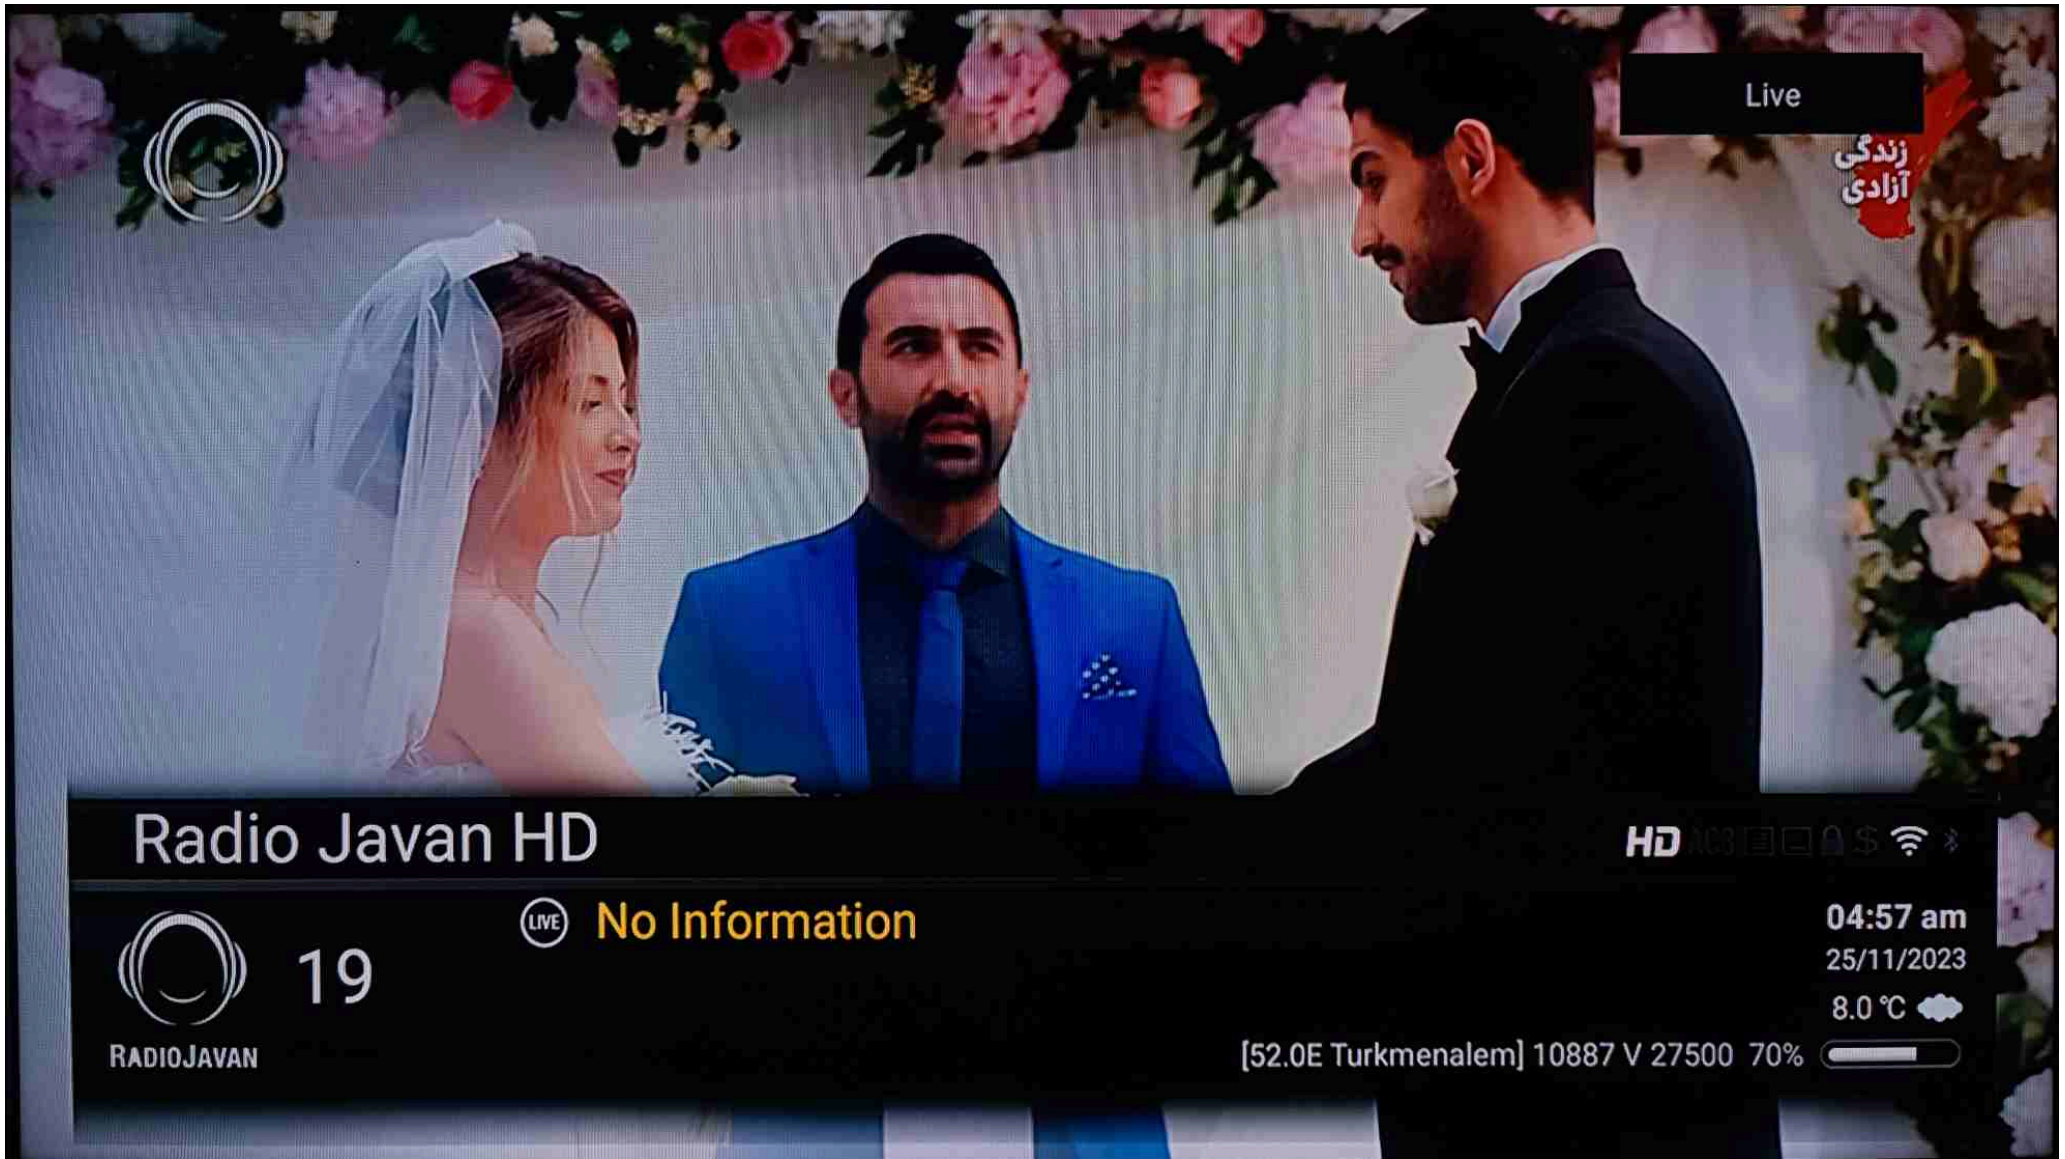 Live
زندگی
آزادی
Radio Javan HD
HD AC3 $
LIVE No Information
04:57 am
19
25/11/2023
8.0 °C
RADIOJAVAN
[52.0E Turkmenalem] 10887 V 27500 70%